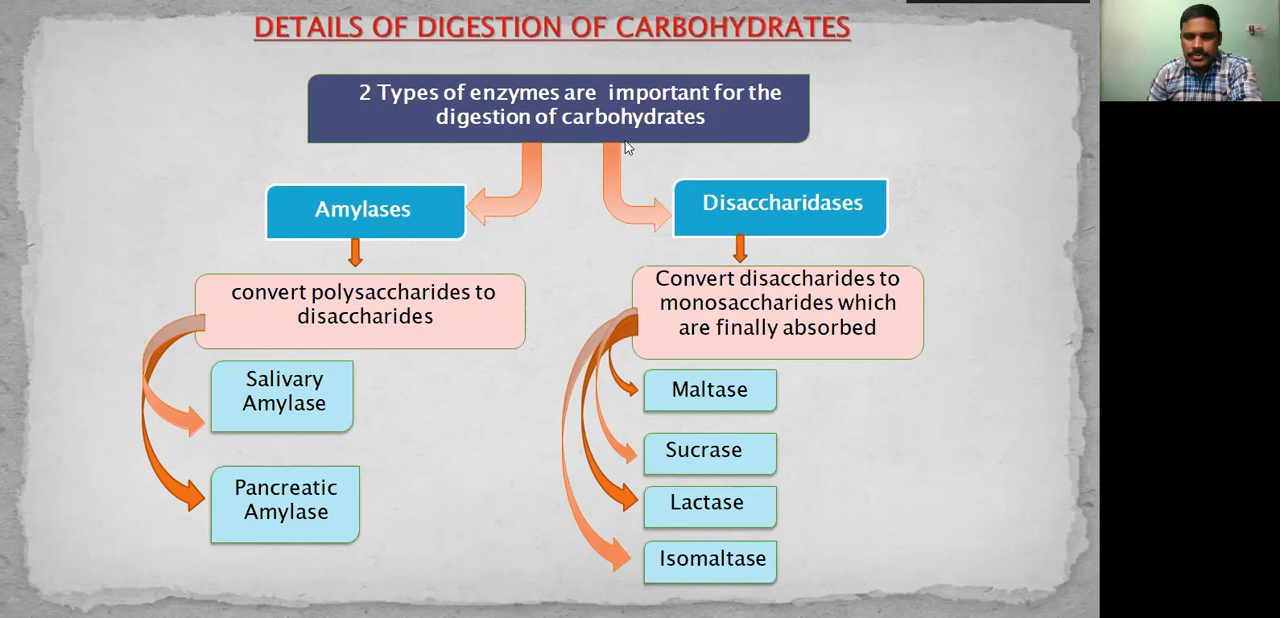 DETAILS OF DIGESTION OF CARBOHYDRATES
2 Types of enzymes are important for the
digestion of carbohydrates
Amylases
Disaccharidases
convert polysaccharides to
disaccharides
Convert disaccharides to
monosaccharides which
are finally absorbed
Salivary
Amylase
Pancreatic
Amylase
Maltase
Sucrase
Lactase
Isomaltase